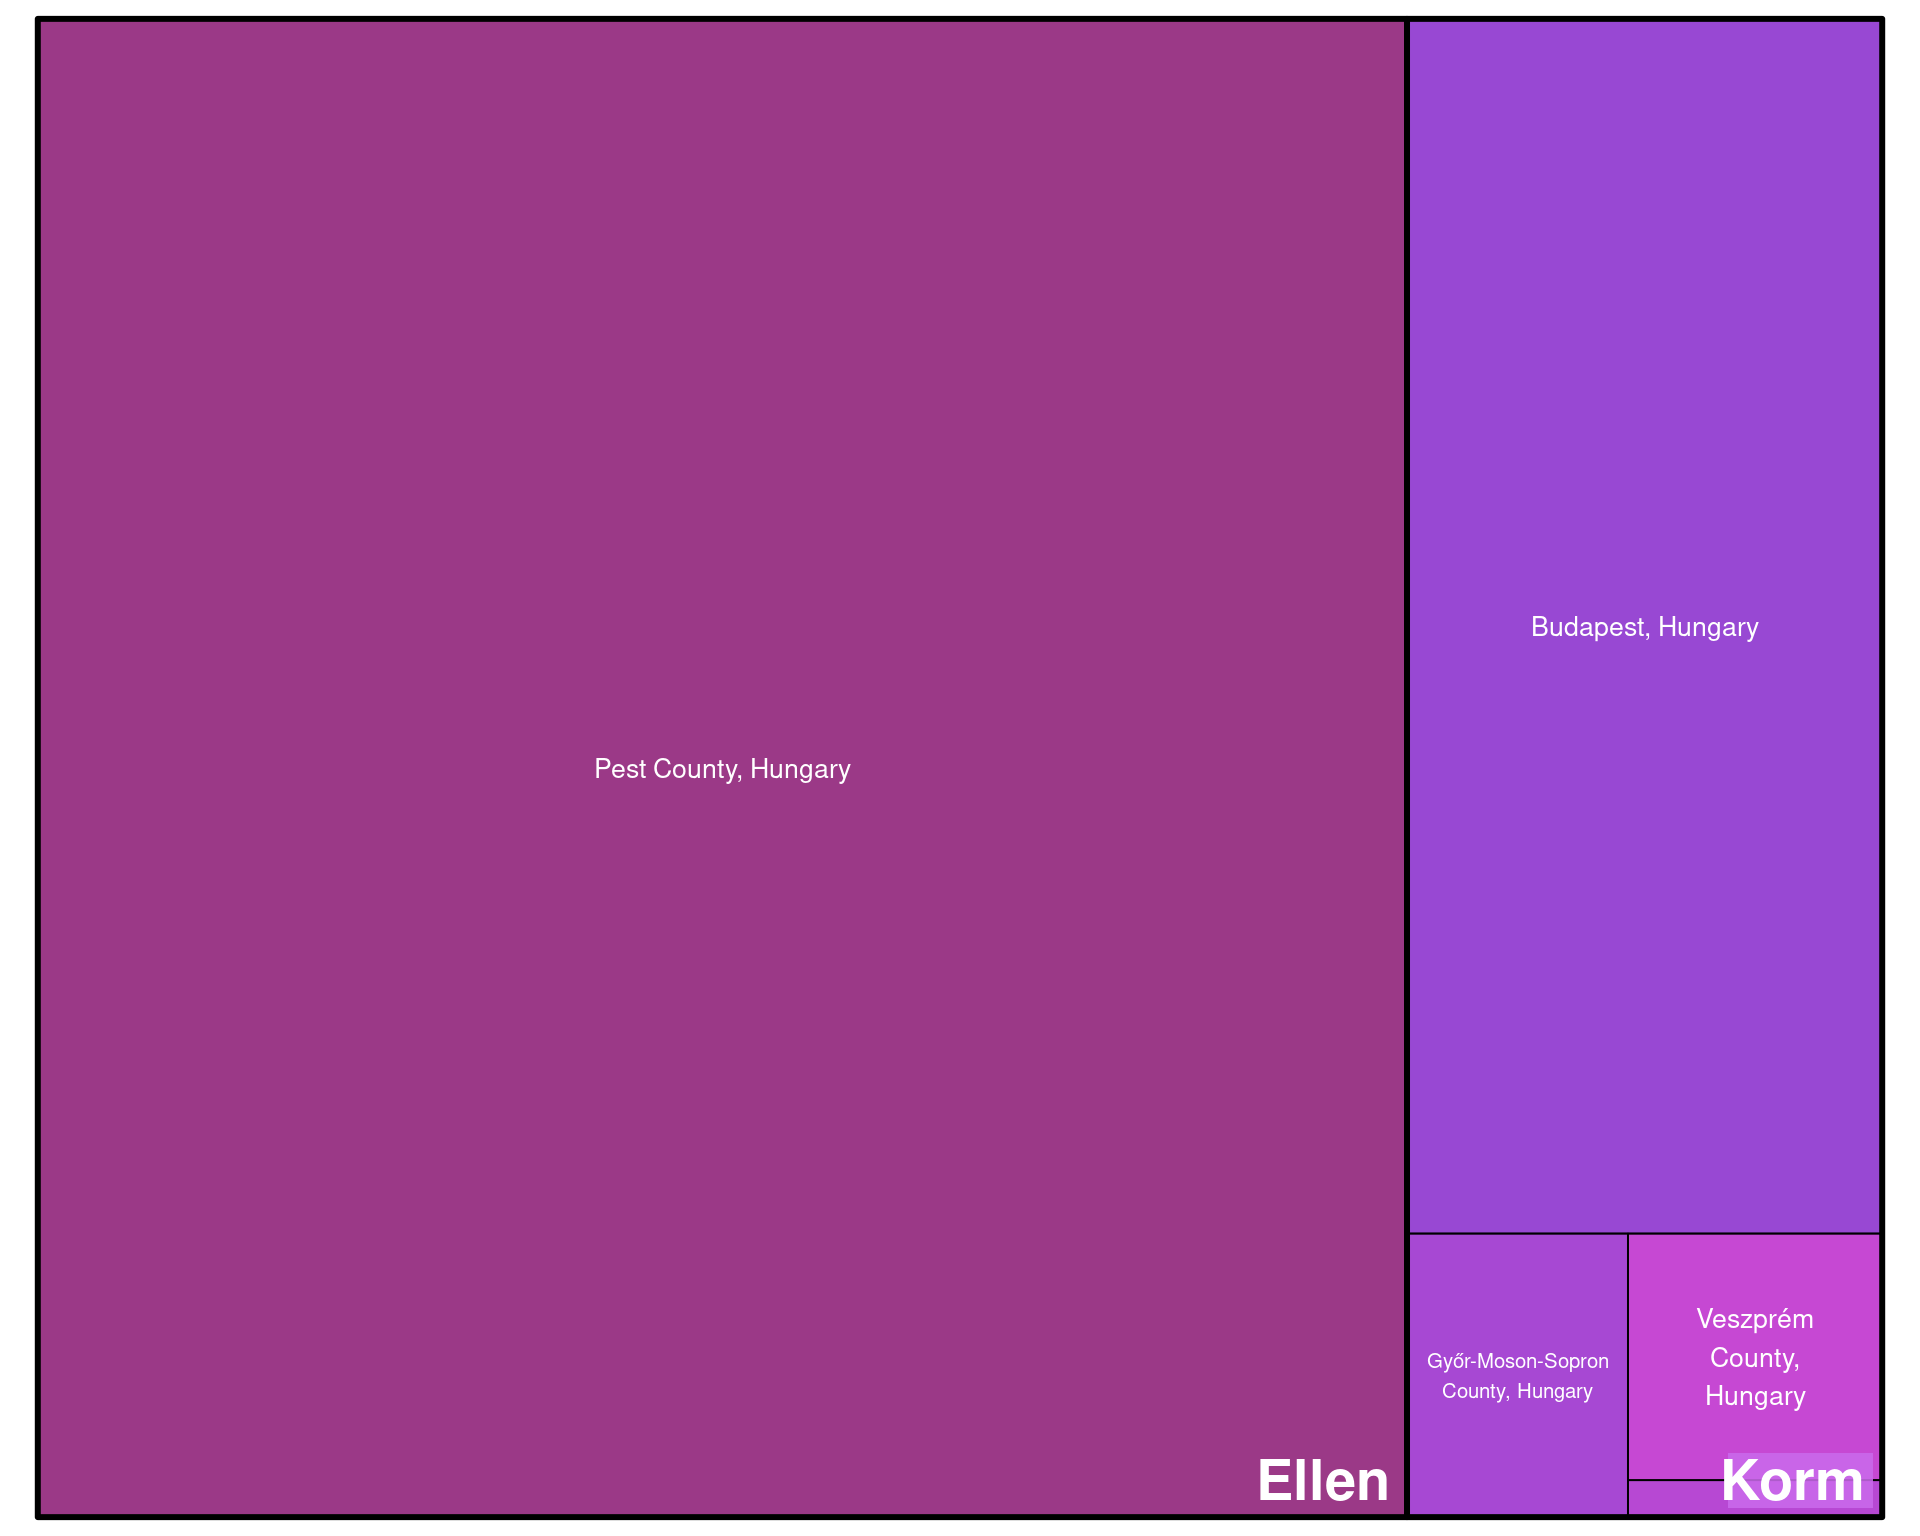 Budapest, Hungary
Pest County, Hungary
Veszprém
County,
Hungary
Győr-Moson-Sopron
County, Hungary
Ellen
Korm